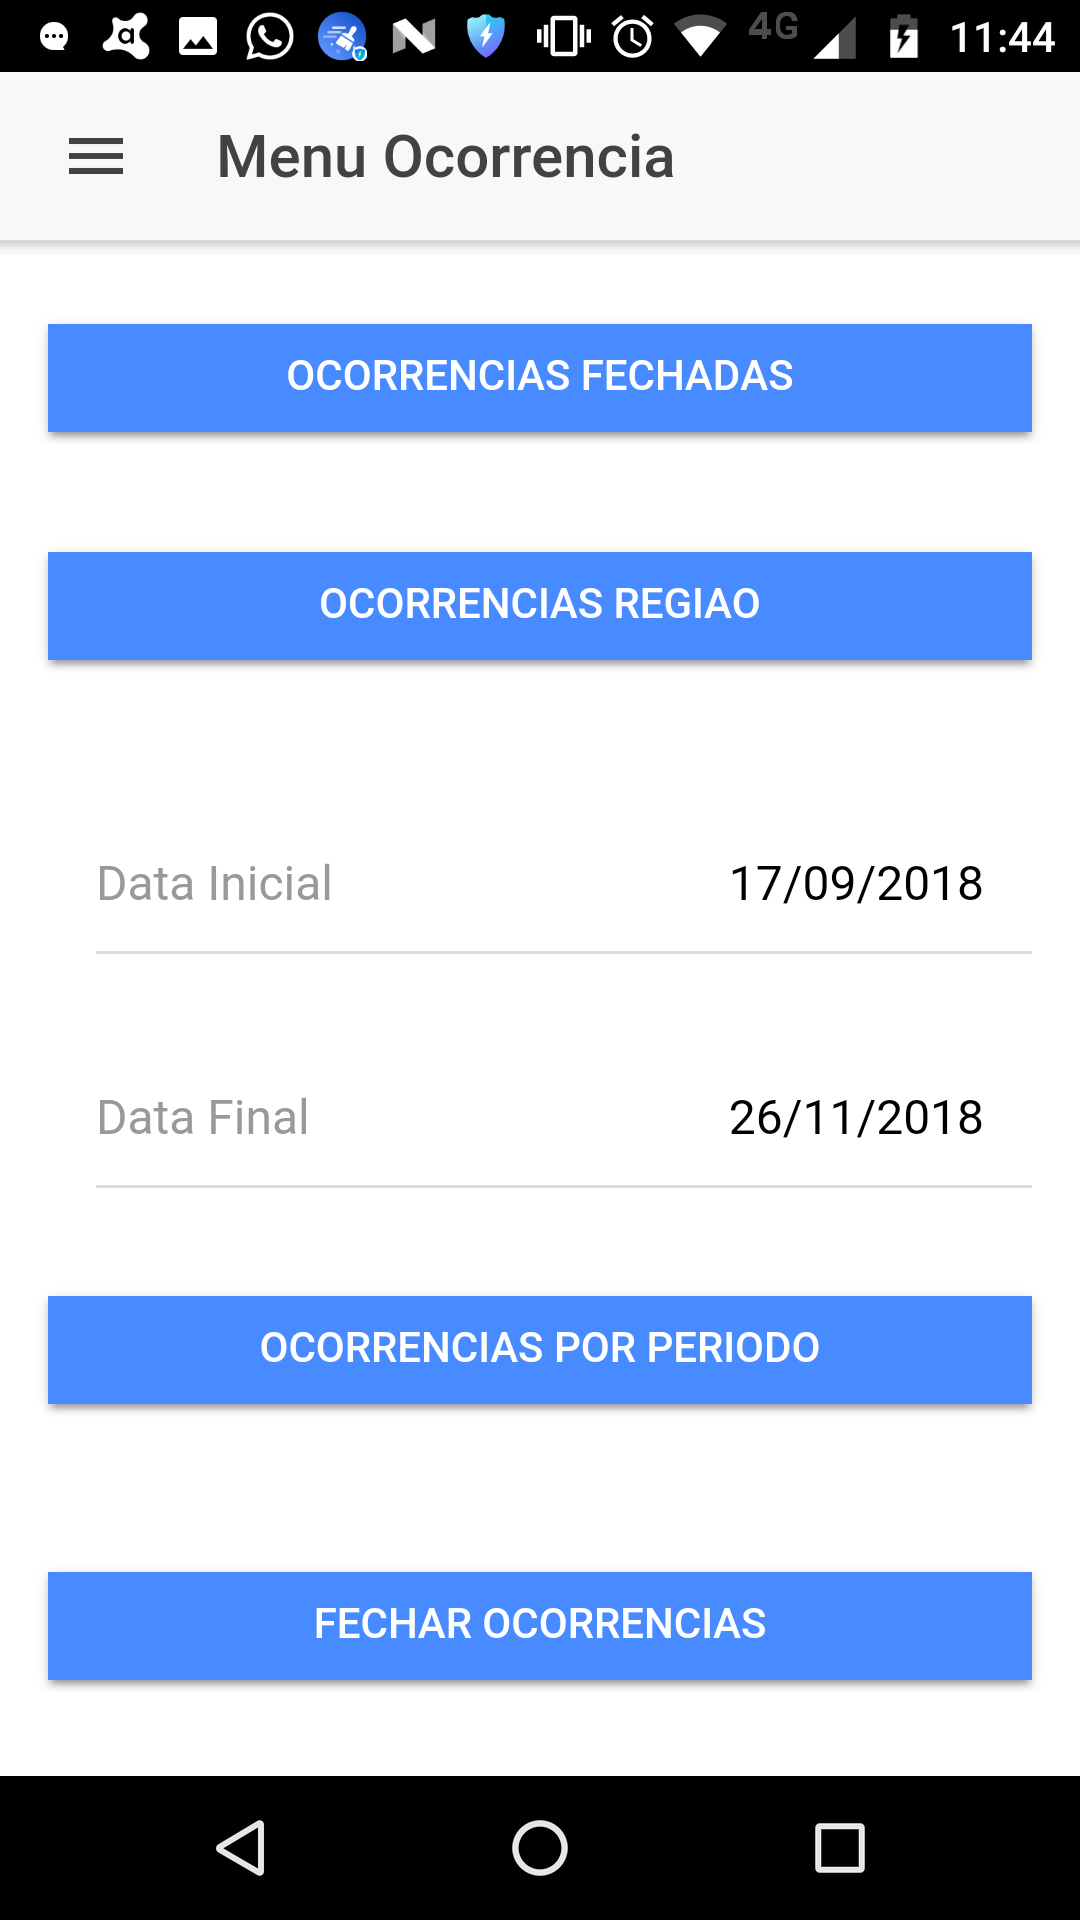 4G 11:44
Menu Ocorrencia
OCORRENCIAS FECHADAS
OCORRENCIAS REGIAO
Data Inicial 17/09/2018
Data Final 26/11/2018
OCORRENCIAS POR PERIODO
FECHAR OCORRENCIAS